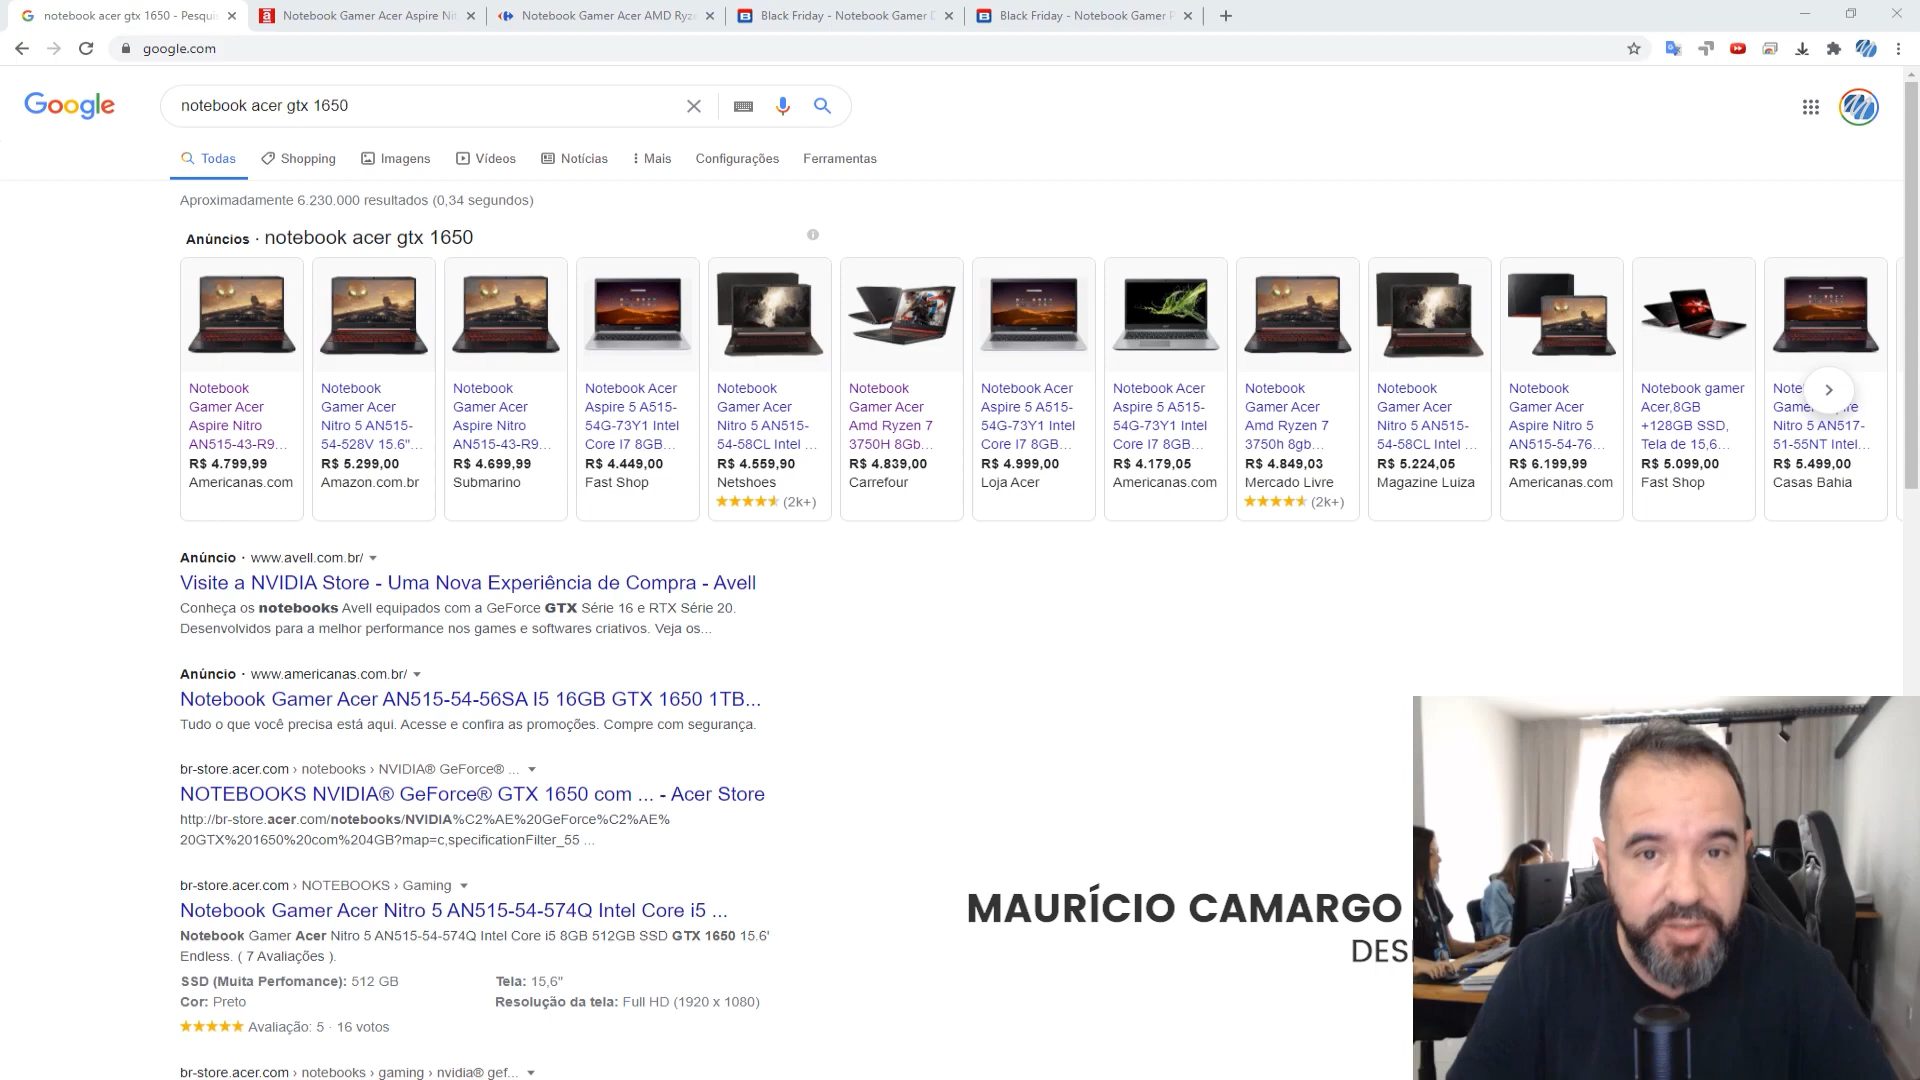 notebook acer gtx 1650 - Pesqui
Notebook Gamer Acer Aspire Nit
Notebook Gamer Acer AMD Ryz
Black Friday - Notebook Gamer D
Black Friday - Notebook Gamer P
google.com
Google
notebook acer gtx 1650
Todas
Shopping
Imagens
Vídeos
Notícias
Mais
Configurações
Ferramentas
Aproximadamente 6.230.000 resultados (0,34 segundos)
Anúncios · notebook acer gtx 1650
Notebook
Gamer Acer
Aspire Nitro
AN515-43-R9...
R$ 4.799,99
Americanas.com
Notebook
Gamer Acer
Nitro 5 AN515-
54-528V 15.6"...
R$ 5.299,00
Amazon.com.br
Notebook
Gamer Acer
Aspire Nitro
AN515-43-R9...
R$ 4.699,99
Submarino
Notebook Acer
Aspire 5 A515-
54G-73Y1 Intel
Core I7 8GB...
R$ 4.449,00
Fast Shop
Notebook
Gamer Acer
Nitro 5 AN515-
54-58CL Intel ...
R$ 4.559,90
Netshoes
(2k+)
Notebook
Gamer Acer
Amd Ryzen 7
3750H 8Gb...
R$ 4.839,00
Carrefour
Notebook Acer
Aspire 5 A515-
54G-73Y1 Intel
Core I7 8GB...
R$ 4.999,00
Loja Acer
Notebook Acer
Aspire 5 A515-
54G-73Y1 Intel
Core I7 8GB...
R$ 4.179,05
Americanas.com
Notebook
Gamer Acer
Amd Ryzen 7
3750h 8gb...
R$ 4.849,03
Mercado Livre
(2k+)
Notebook
Gamer Acer
Nitro 5 AN515-
54-58CL Intel ...
R$ 5.224,05
Magazine Luiza
Notebook
Gamer Acer
Aspire Nitro 5
AN515-54-76...
R$ 6.199,99
Americanas.com
Notebook gamer
Acer,8GB
+128GB SSD,
Tela de 15,6...
R$ 5.099,00
Fast Shop
Nitro 5 AN517-
51-55NT Intel...
R$ 5.499,00
Casas Bahia
Anúncio · www.avell.com.br/
Visite a NVIDIA Store - Uma Nova Experiência de Compra - Avell
Conheça os notebooks Avell equipados com a GeForce GTX Série 16 e RTX Série 20.
Desenvolvidos para a melhor performance nos games e softwares criativos. Veja os...
Anúncio · www.americanas.com.br/
Notebook Gamer Acer AN515-54-56SA I5 16GB GTX 1650 1TB...
Tudo o que você precisa está aqui. Acesse e confira as promoções. Compre com segurança.
br-store.acer.com › notebooks › NVIDIA® GeForce® ...
NOTEBOOKS NVIDIA® GeForce® GTX 1650 com ... - Acer Store
http://br-store.acer.com/notebooks/NVIDIA%C2%AE%20GeForce%C2%AE%
20GTX%201650%20com%204GB?map=c,specificationFilter_55 ...
br-store.acer.com › NOTEBOOKS › Gaming
Notebook Gamer Acer Nitro 5 AN515-54-574Q Intel Core i5 ...
Notebook Gamer Acer Nitro 5 AN515-54-574Q Intel Core i5 8GB 512GB SSD GTX 1650 15.6'
Endless. ( 7 Avaliações ).
SSD (Muita Perfomance): 512 GB
Tela: 15,6"
Cor: Preto
Resolução da tela: Full HD (1920 x 1080)
Avaliação: 5 · 16 votos
br-store.acer.com › notebooks › gaming › nvidia® gef...
MAURÍCIO CAMARGO
DES